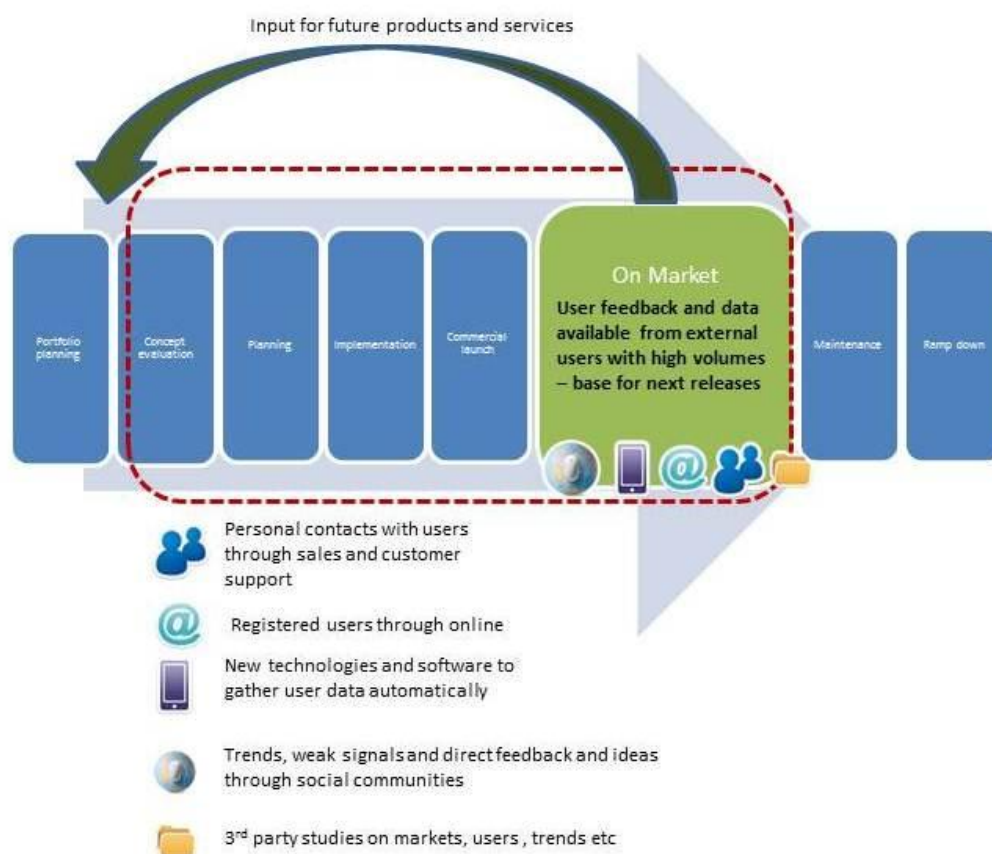 Input for future products and services
Portfolio
planning
Concept
evaluation
Planning
Implementation
Commercial
launch
On Market
User feedback and data
available from external
users with high volumes
– base for next releases
Maintenance
Ramp down
@
Personal contacts with users
through sales and customer
support
@
Registered users through online
New technologies and software to
gather user data automatically
Trends, weak signals and direct feedback and ideas
through social communities
3rd party studies on markets, users , trends etc